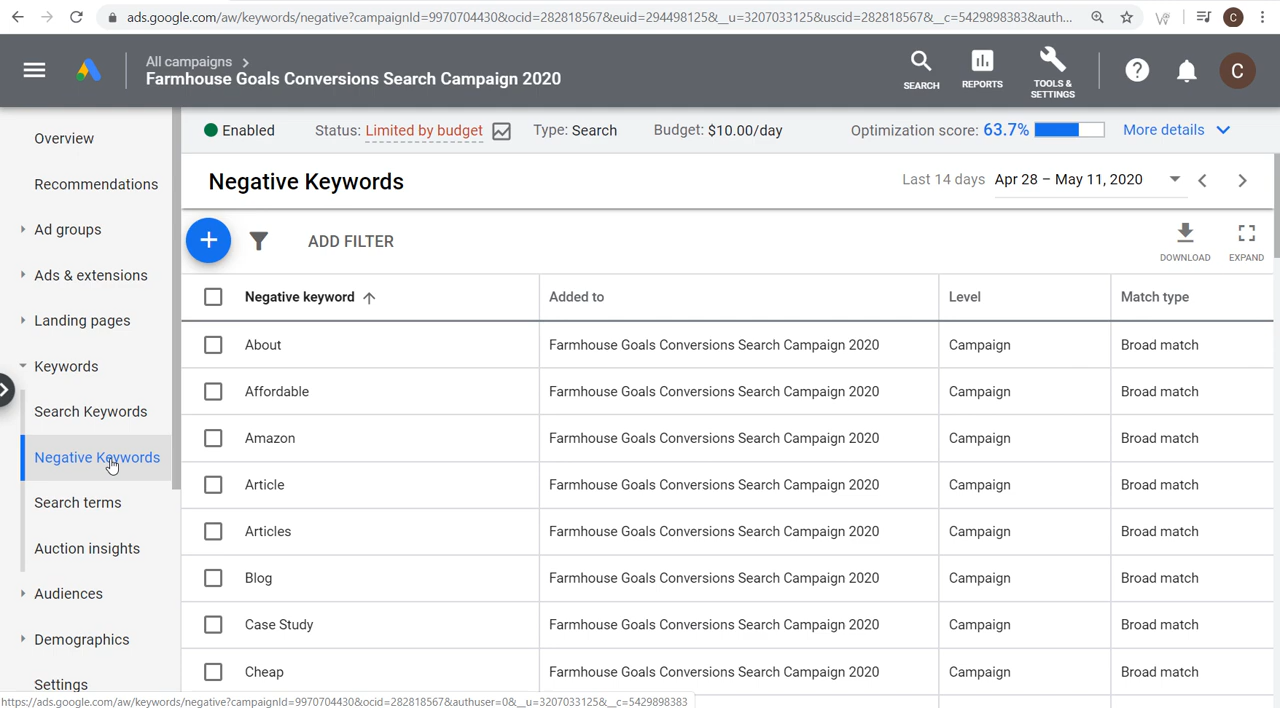 ads.google.com/aw/keywords/negative?campaignId=9970704430&ocid=282818567&euid=294498125&__u=3207033125&uscid=282818567&__c=5429898383&auth...
C
All campaigns
Farmhouse Goals Conversions Search Campaign 2020
SEARCH
REPORTS
TOOLS &
SETTINGS
?
C
Enabled
Status: Limited by budget
Type: Search
Budget: $10.00/day
Optimization score: 63.7%
More details
Overview
Recommendations
Ad groups
Ads & extensions
Landing pages
Keywords
Search Keywords
Negative Keywords
Search terms
Auction insights
Audiences
Demographics
Settings
Negative Keywords
Last 14 days Apr 28 – May 11, 2020
ADD FILTER
DOWNLOAD
EXPAND
Negative keyword Added to Level Match type
About Farmhouse Goals Conversions Search Campaign 2020 Campaign Broad match
Affordable Farmhouse Goals Conversions Search Campaign 2020 Campaign Broad match
Amazon Farmhouse Goals Conversions Search Campaign 2020 Campaign Broad match
Article Farmhouse Goals Conversions Search Campaign 2020 Campaign Broad match
Articles Farmhouse Goals Conversions Search Campaign 2020 Campaign Broad match
Blog Farmhouse Goals Conversions Search Campaign 2020 Campaign Broad match
Case Study Farmhouse Goals Conversions Search Campaign 2020 Campaign Broad match
Cheap Farmhouse Goals Conversions Search Campaign 2020 Campaign Broad match
https://ads.google.com/aw/keywords/negative?campaignId=9970704430&ocid=282818567&authuser=0&__u=3207033125&__c=5429898383